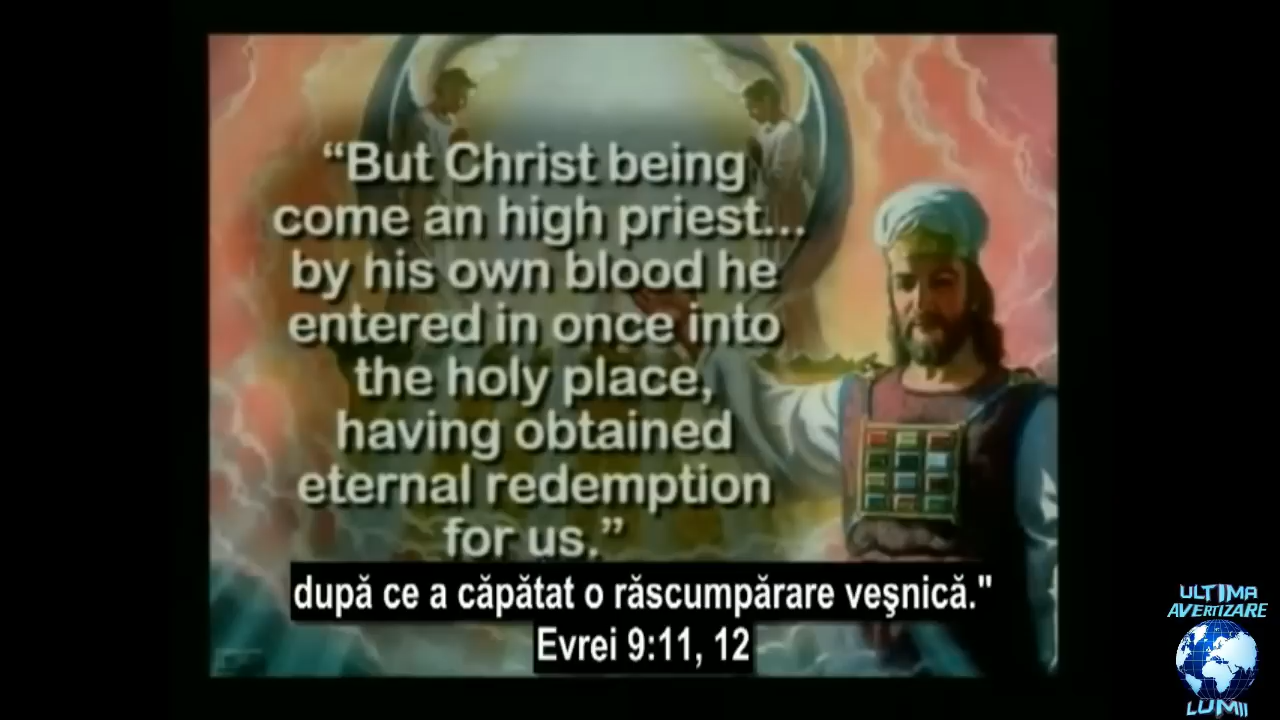 “But Christ being
come an high priest...
by his own blood he
entered in once into
the holy place,
having obtained
eternal redemption
for us.”
după ce a căpătat o răscumpărare veşnică."
Evrei 9:11, 12
ULTIMA
AVERTIZARE
LUMII